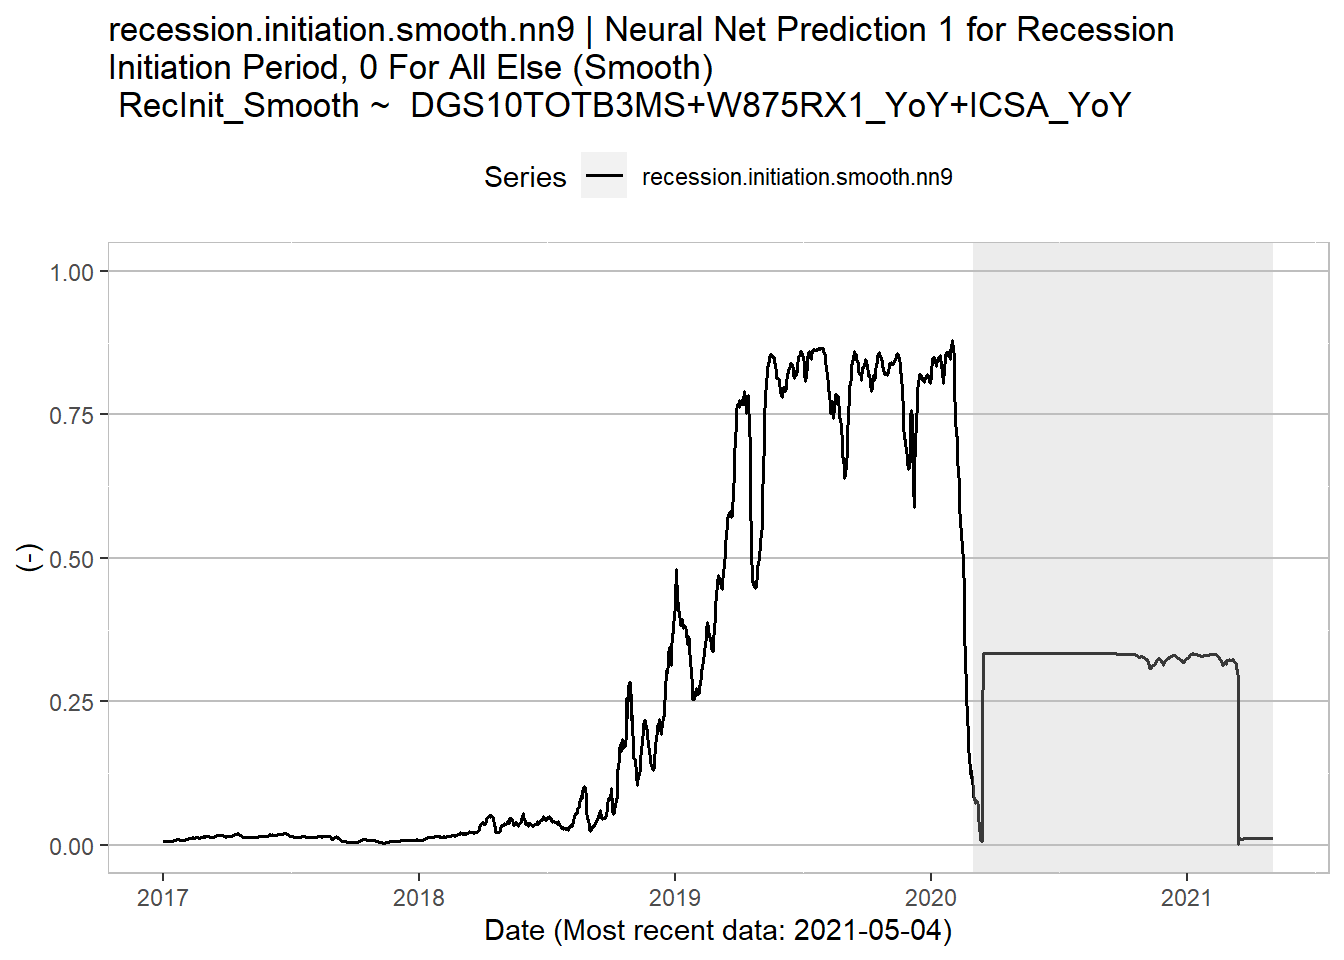 recession.initiation.smooth.nn9 | Neural Net Prediction 1 for Recession
Initiation Period, 0 For All Else (Smooth)
RecInit_Smooth ~  DGS10TOTB3MS+W875RX1_YoY+ICSA_YoY
Series
recession.initiation.smooth.nn9
1.00
0.75
0.50
0.25
0.00
(-)
2017
2018
2019
2020
2021
Date (Most recent data: 2021-05-04)